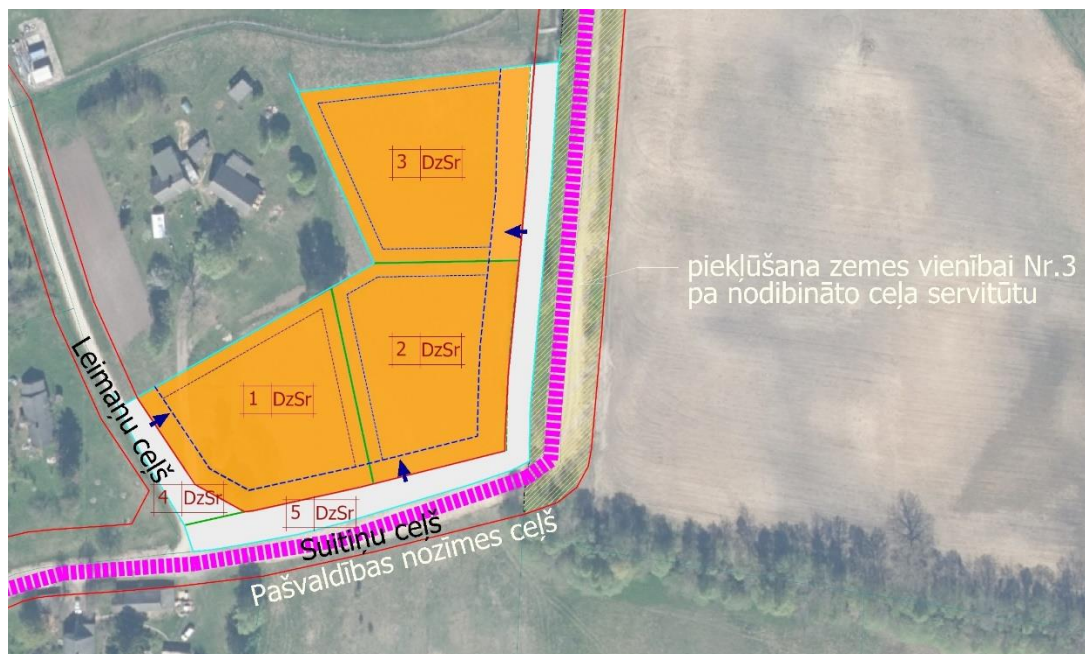 3 DzSr
piekļūšana zemes vienībai Nr.3
pa nodibināto ceļa servitūtu
2 DzSr
1 DzSr
Leimaņu ceļš
4 DzSr
5 DzSr
Suitiņu ceļš
Pašvaldības nozīmes ceļš